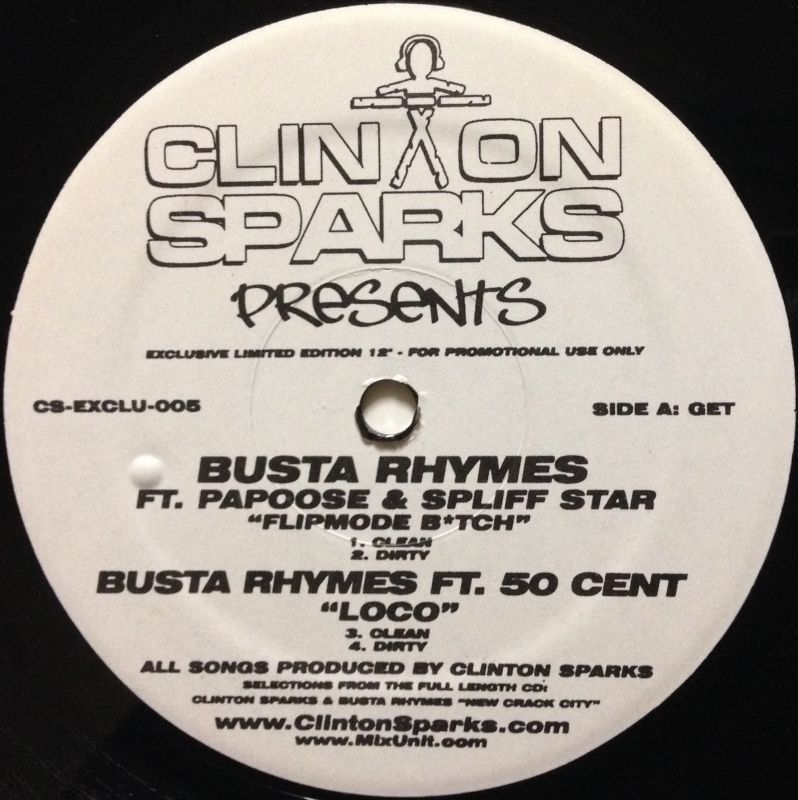 CLINTON
SPARKS
PRESENTS
EXCLUSIVE LIMITED EDITION 12" - FOR PROMOTIONAL USE ONLY
CS-EXCLU-005
SIDE A: GET
BUSTA RHYMES
FT. PAPOOSE & SPLIFF STAR
"FLIPMODE B*TCH"
1. CLEAN
2. DIRTY
BUSTA RHYMES FT. 50 CENT
"LOCO"
3. CLEAN
4. DIRTY
ALL SONGS PRODUCED BY CLINTON SPARKS
SELECTIONS FROM THE FULL LENGTH CD:
CLINTON SPARKS & BUSTA RHYMES "NEW CRACK CITY"
www.ClintonSparks.com
www.MixUnit.com